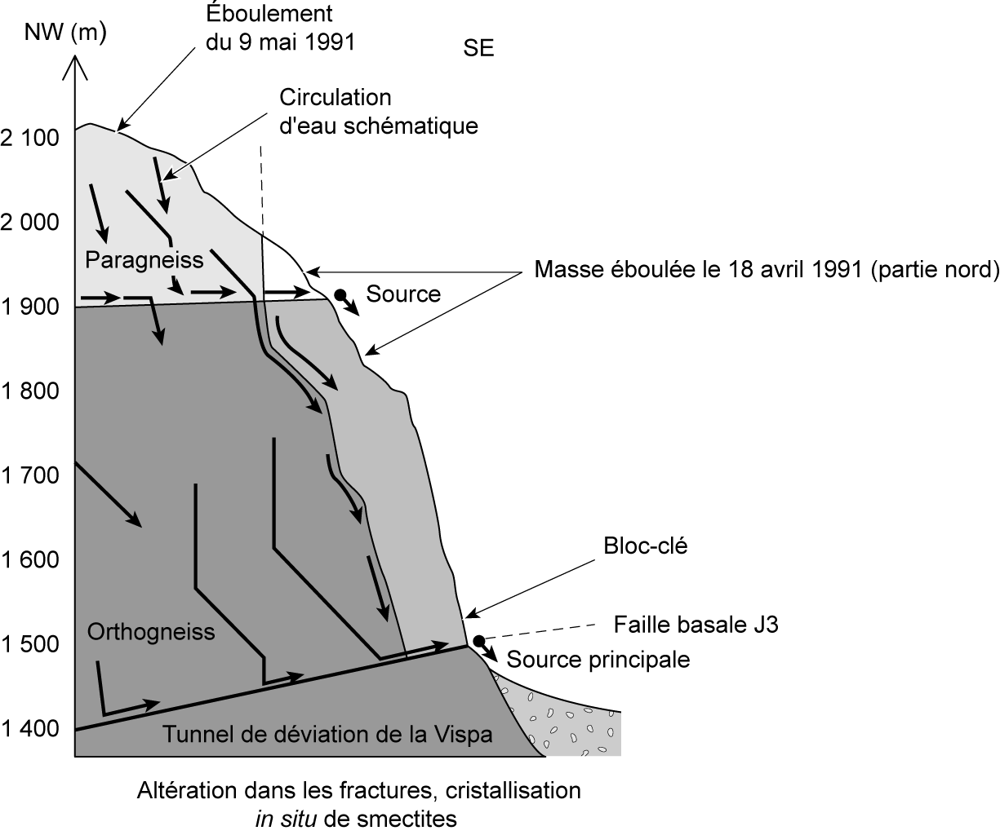 Éboulement
du 9 mai 1991
NW (m)
SE
Circulation
d'eau schématique
2 100
2 000
Paragneiss
Masse éboulée le 18 avril 1991 (partie nord)
Source
1 900
1 800
1 700
1 600
Bloc-clé
Orthogneiss
Faille basale J3
1 500
Source principale
1 400
Tunnel de déviation de la Vispa
Altération dans les fractures, cristallisation
in situ de smectites